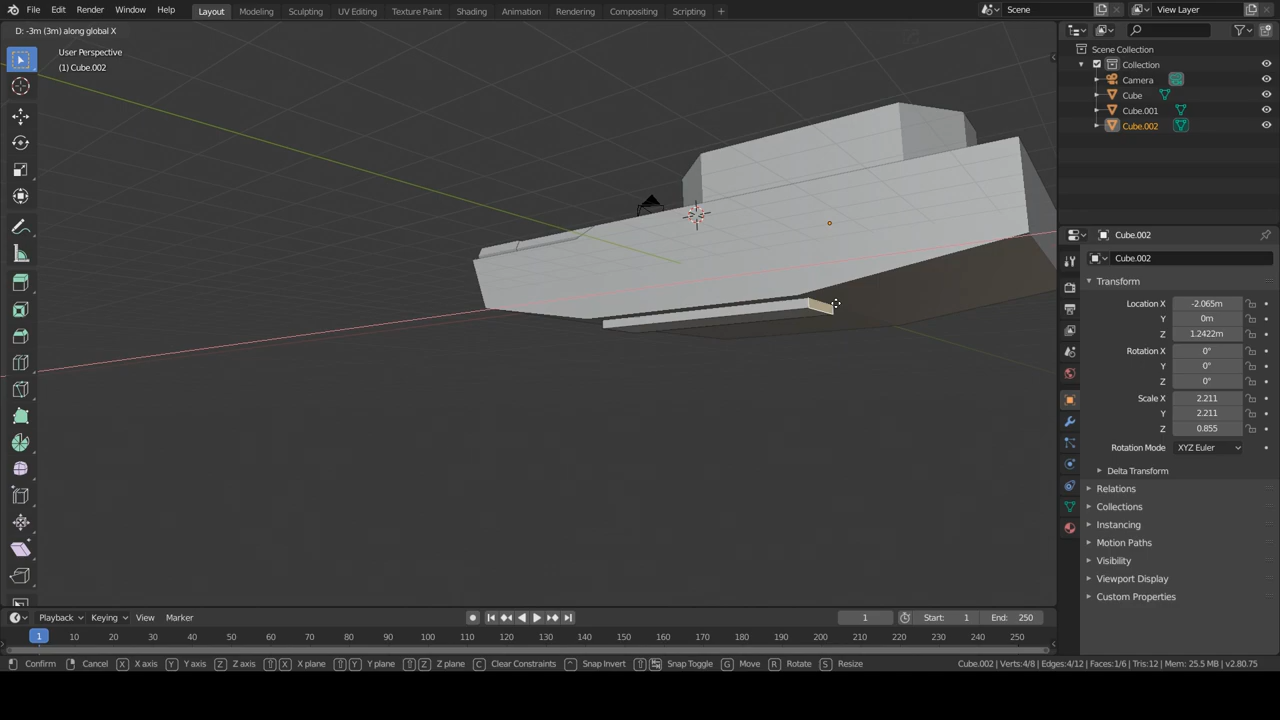 File Edit Render Window Help Layout Modeling Sculpting UV Editing Texture Paint Shading Animation Rendering Compositing Scripting + Scene View Layer
D: -3m (3m) along global X
User Perspective
(1) Cube.002
Scene Collection
Collection
Camera
Cube
Cube.001
Cube.002
Cube.002
Cube.002
Transform
Location X -2.065m
Y 0m
Z 1.2422m
Rotation X 0°
Y 0°
Z 0°
Scale X 2.211
Y 2.211
Z 0.855
Rotation Mode XYZ Euler
Delta Transform
Relations
Collections
Instancing
Motion Paths
Visibility
Viewport Display
Custom Properties
Playback Keying View Marker 1 Start: 1 End: 250
1 10 20 30 40 50 60 70 80 90 100 110 120 130 140 150 160 170 180 190 200 210 220 230 240 250
Confirm Cancel X X axis Y Y axis Z Z axis X X plane Y Y plane Z Z plane C Clear Constraints ^ Snap Invert Snap Toggle G Move R Rotate S Resize Cube.002 | Verts:4/8 | Edges:4/12 | Faces:1/6 | Tris:12 | Mem: 25.5 MB | v2.80.75